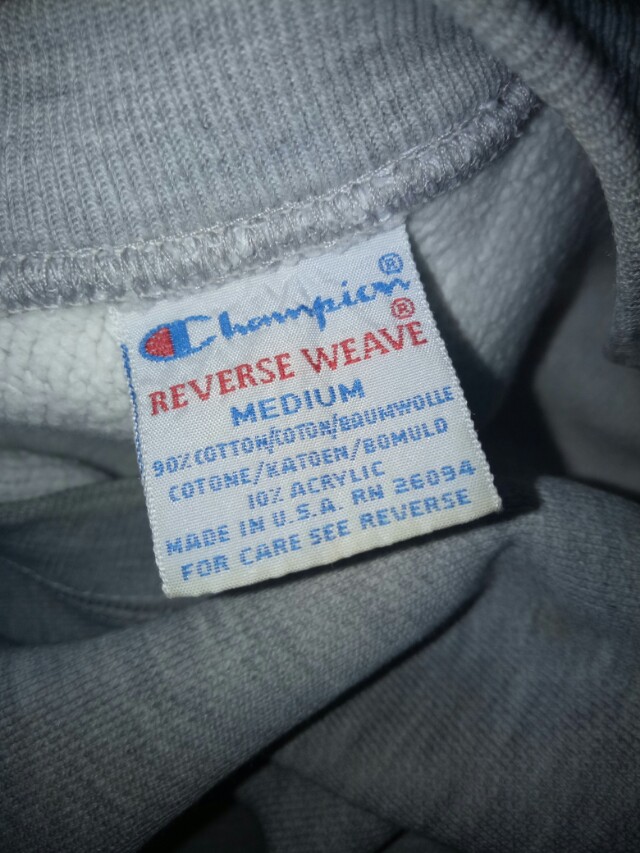 Champion®
REVERSE WEAVE®
MEDIUM
90% COTTON/COTON/BAUMWOLLE
COTONE/KATOEN/BOMULD
10% ACRYLIC
MADE IN U.S.A. RN 26094
FOR CARE SEE REVERSE